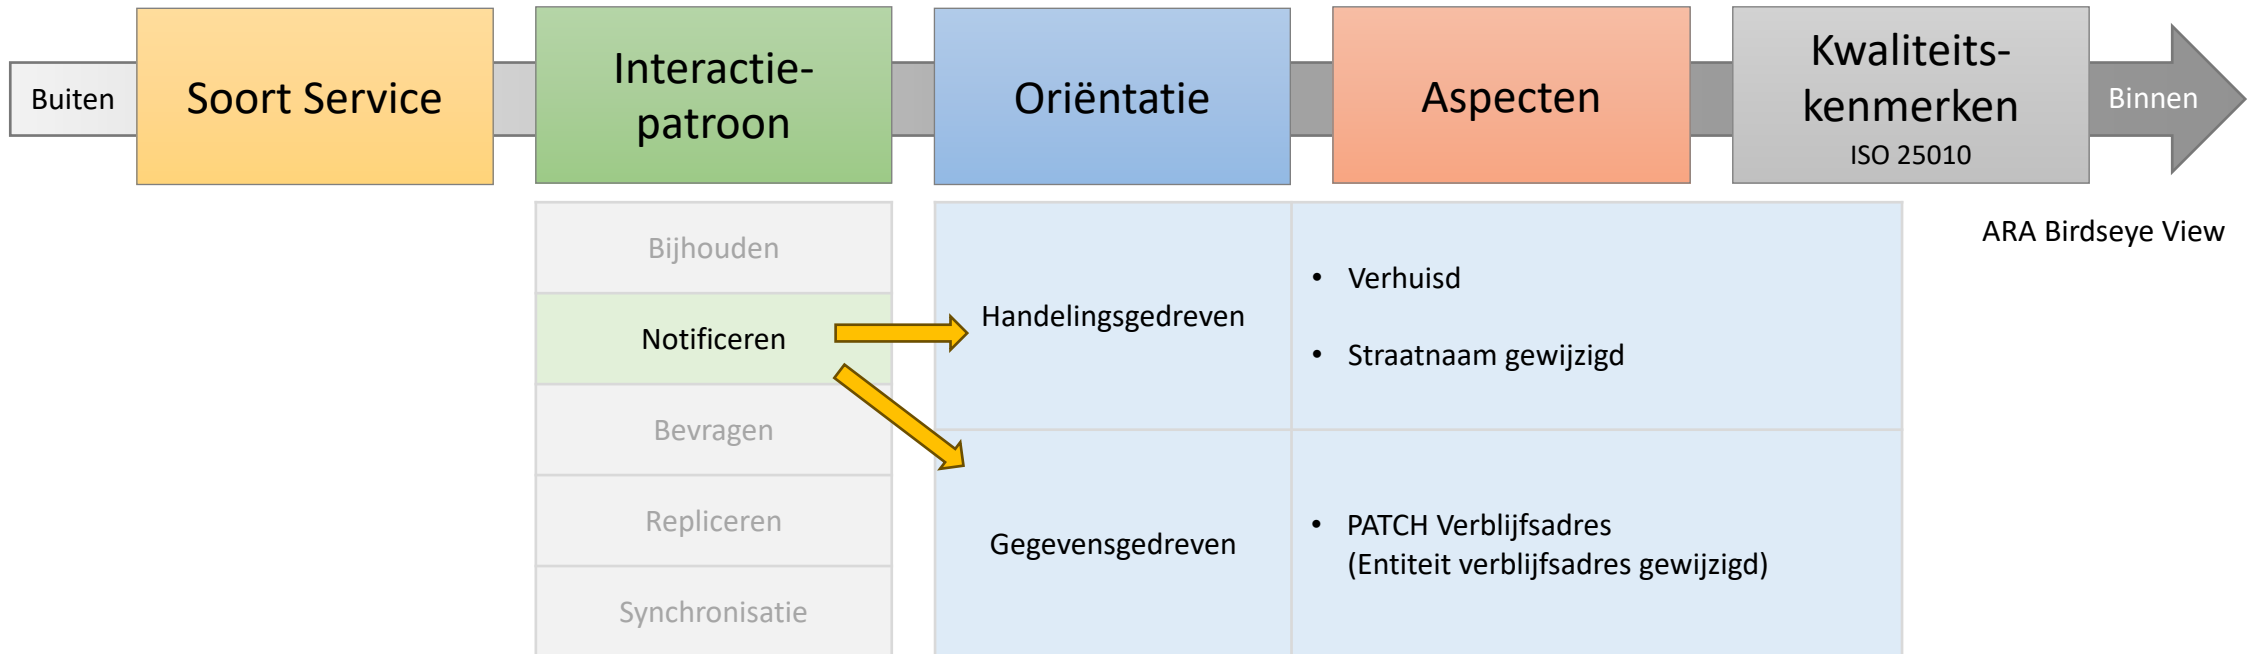 Buiten
Soort Service
Interactie-
patroon
Oriëntatie
Aspecten
Kwaliteits-
kenmerken
ISO 25010
Binnen
ARA Birdseye View
Bijhouden
Notificeren
Bevragen
Repliceren
Synchronisatie
Handelingsgedreven
• Verhuisd
• Straatnaam gewijzigd
Gegevensgedreven
• PATCH Verblijfsadres
(Entiteit verblijfsadres gewijzigd)